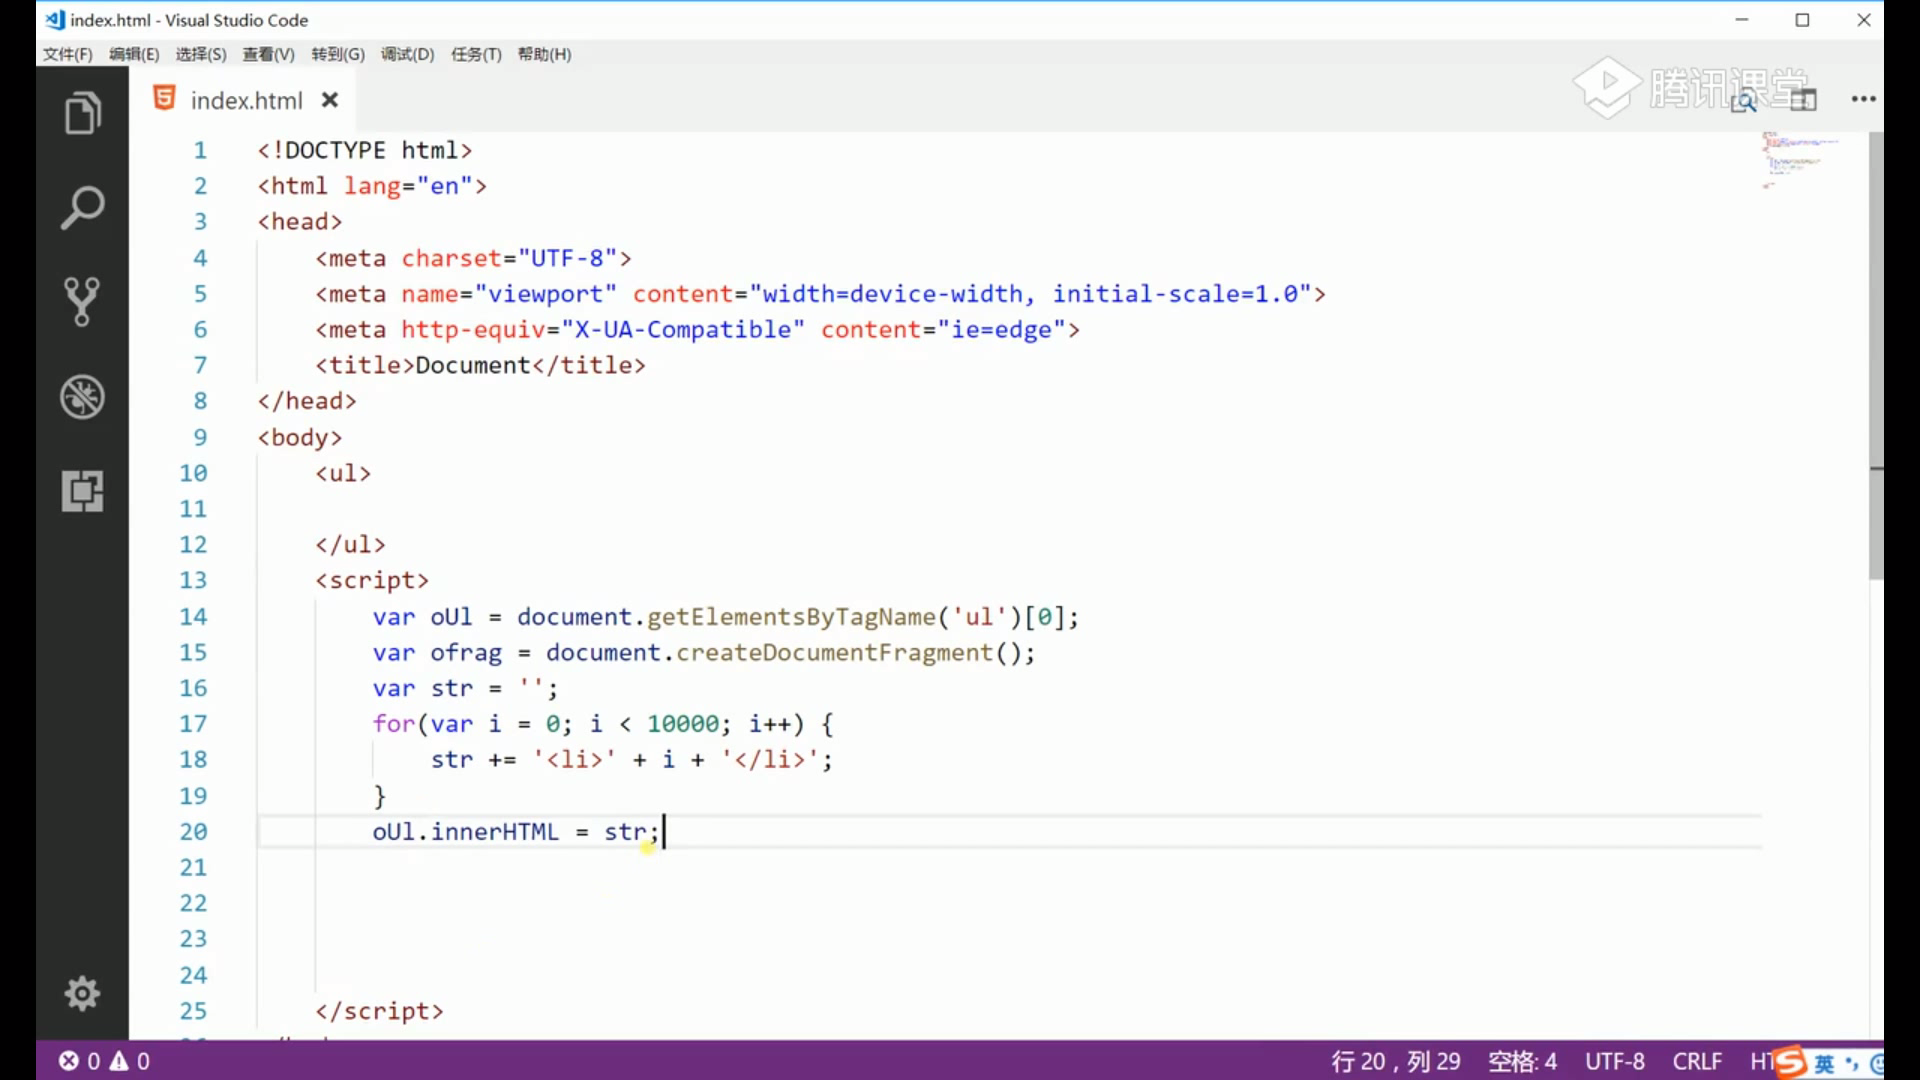 index.html - Visual Studio Code
文件(F) 编辑(E) 选择(S) 查看(V) 转到(G) 调试(D) 任务(T) 帮助(H)
index.html
腾讯课堂
1 <!DOCTYPE html>
2 <html lang="en">
3 <head>
4 <meta charset="UTF-8">
5 <meta name="viewport" content="width=device-width, initial-scale=1.0">
6 <meta http-equiv="X-UA-Compatible" content="ie=edge">
7 <title>Document</title>
8 </head>
9 <body>
10 <ul>
11
12 </ul>
13 <script>
14 var oUl = document.getElementsByTagName('ul')[0];
15 var ofrag = document.createDocumentFragment();
16 var str = '';
17 for(var i = 0; i < 10000; i++) {
18 str += '<li>' + i + '</li>';
19 }
20 oUl.innerHTML = str;
21
22
23
24
25 </script>
0 0 行 20，列 29 空格: 4 UTF-8 CRLF HT 英